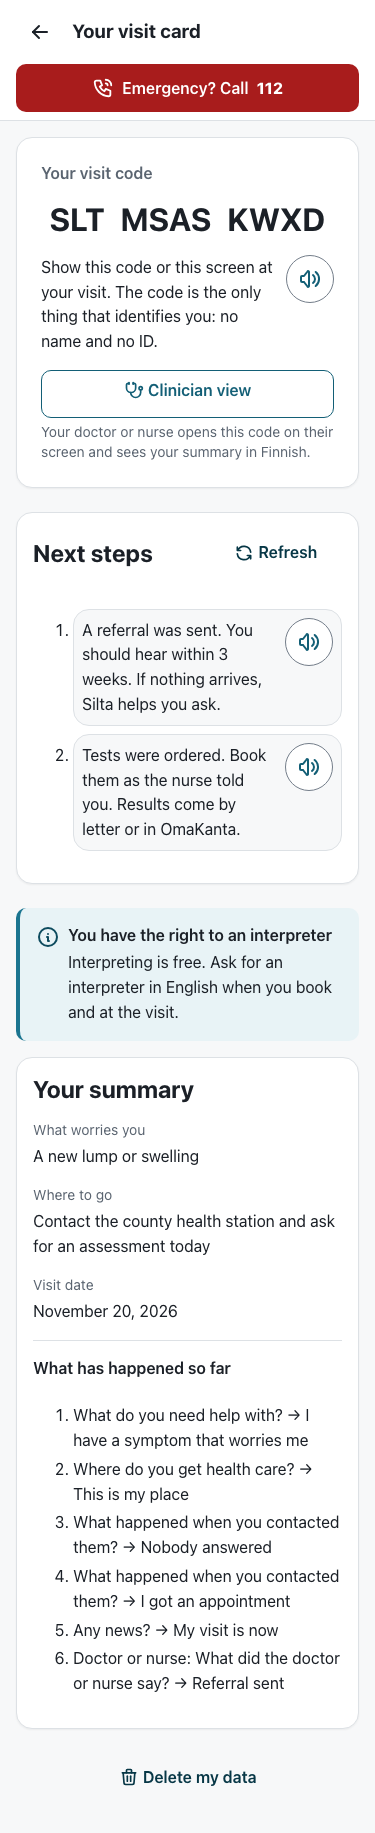 Your visit card
Emergency? Call 112
Your visit code
SLT MSAS KWXD
Show this code or this screen at
your visit. The code is the only
thing that identifies you: no
name and no ID.
Clinician view
Your doctor or nurse opens this code on their
screen and sees your summary in Finnish.
Next steps
Refresh
1. A referral was sent. You
should hear within 3
weeks. If nothing arrives,
Silta helps you ask.
2. Tests were ordered. Book
them as the nurse told
you. Results come by
letter or in OmaKanta.
You have the right to an interpreter
Interpreting is free. Ask for an
interpreter in English when you book
and at the visit.
Your summary
What worries you
A new lump or swelling
Where to go
Contact the county health station and ask
for an assessment today
Visit date
November 20, 2026
What has happened so far
1. What do you need help with? → I
have a symptom that worries me
2. Where do you get health care? →
This is my place
3. What happened when you contacted
them? → Nobody answered
4. What happened when you contacted
them? → I got an appointment
5. Any news? → My visit is now
6. Doctor or nurse: What did the doctor
or nurse say? → Referral sent
Delete my data